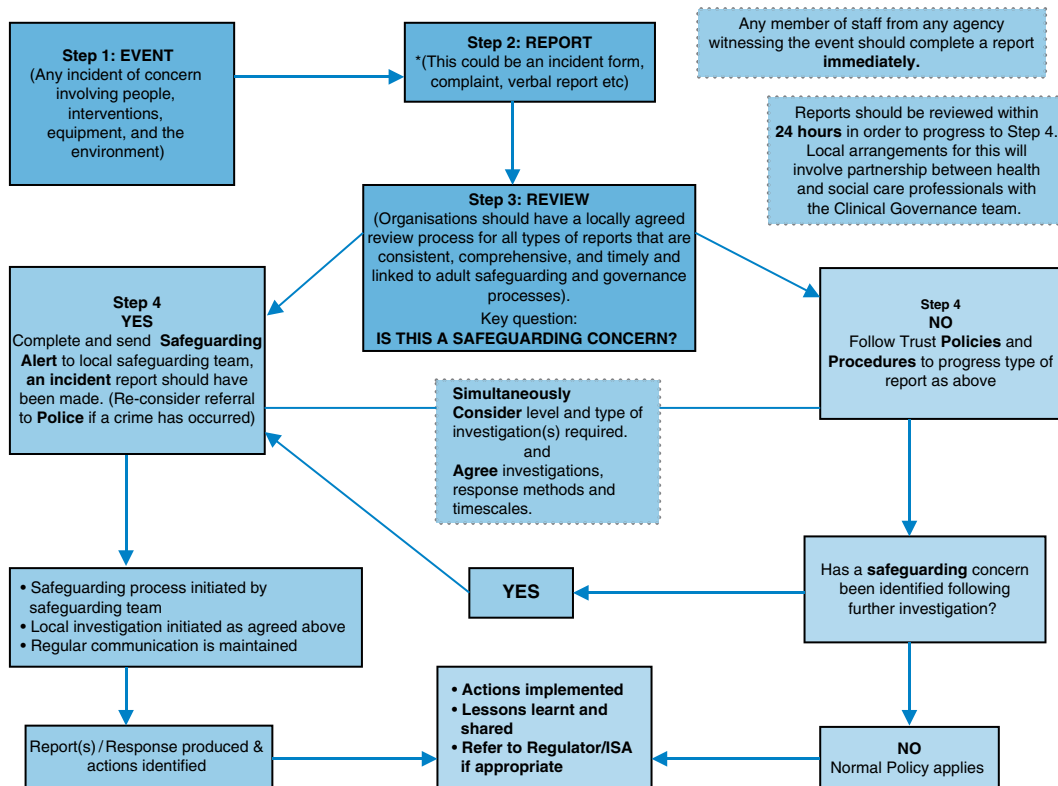 Step 1: EVENT
(Any incident of concern
involving people,
interventions,
equipment, and the
environment)
Step 2: REPORT
*(This could be an incident form,
complaint, verbal report etc)
Any member of staff from any agency
witnessing the event should complete a report
immediately.
Reports should be reviewed within
24 hours in order to progress to Step 4.
Local arrangements for this will
involve partnership between health
and social care professionals with
the Clinical Governance team.
Step 3: REVIEW
(Organisations should have a locally agreed
review process for all types of reports that are
consistent, comprehensive, and timely and
linked to adult safeguarding and governance
processes).
Key question:
IS THIS A SAFEGUARDING CONCERN?
Step 4
YES
Complete and send Safeguarding
Alert to local safeguarding team,
an incident report should have
been made. (Re-consider referral
to Police if a crime has occurred)
Step 4
NO
Follow Trust Policies and
Procedures to progress type of
report as above
Simultaneously
Consider level and type of
investigation(s) required.
and
Agree investigations,
response methods and
timescales.
Has a safeguarding concern
been identified following
further investigation?
YES
• Safeguarding process initiated by
safeguarding team
• Local investigation initiated as agreed above
• Regular communication is maintained
• Actions implemented
• Lessons learnt and
shared
• Refer to Regulator/ISA
if appropriate
Report(s) / Response produced &
actions identified
NO
Normal Policy applies